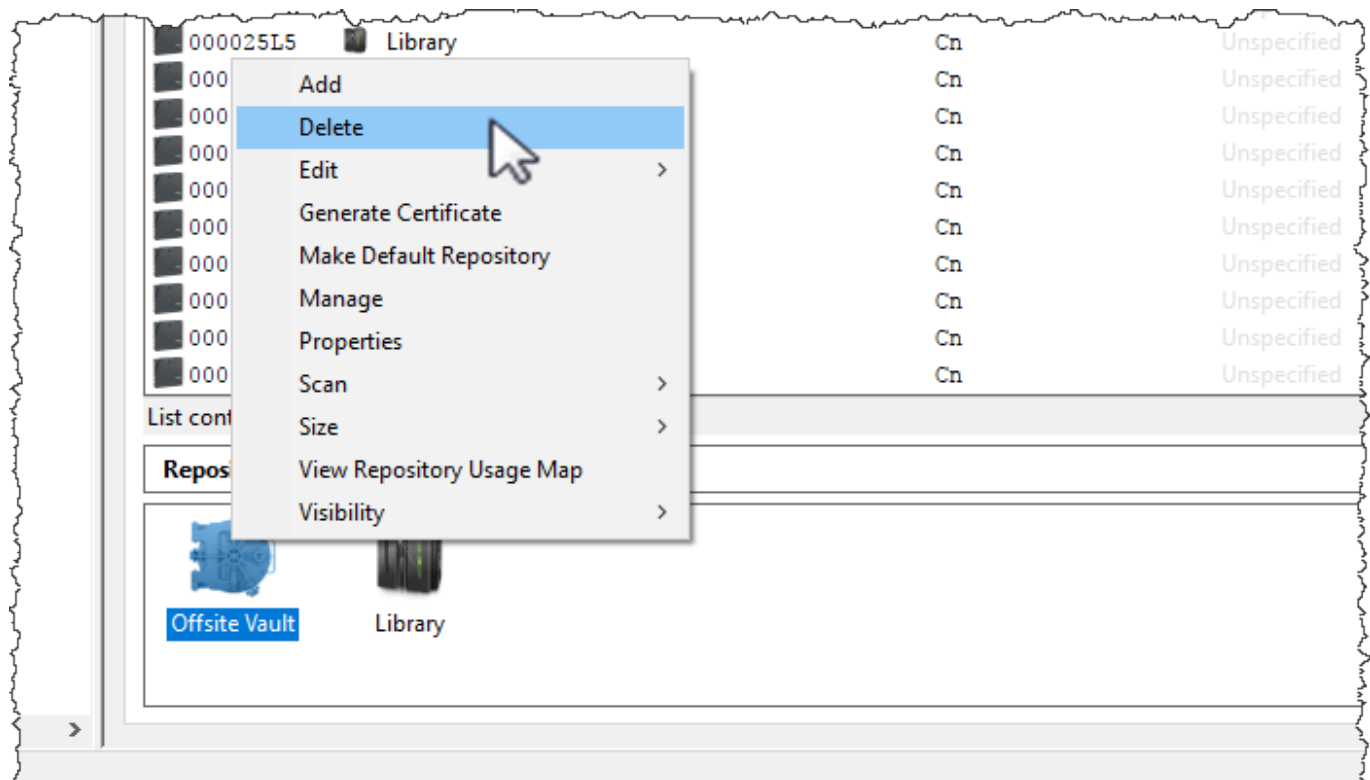 000025L5 Library Cn Unspecified
000 Cn Unspecified
000 Cn Unspecified
000 Cn Unspecified
000 Cn Unspecified
000 Cn Unspecified
000 Cn Unspecified
000 Cn Unspecified
000 Cn Unspecified
000 Cn Unspecified
Add
Delete
Edit
Generate Certificate
Make Default Repository
Manage
Properties
Scan
Size
View Repository Usage Map
Visibility
List cont
Repos
Offsite Vault Library